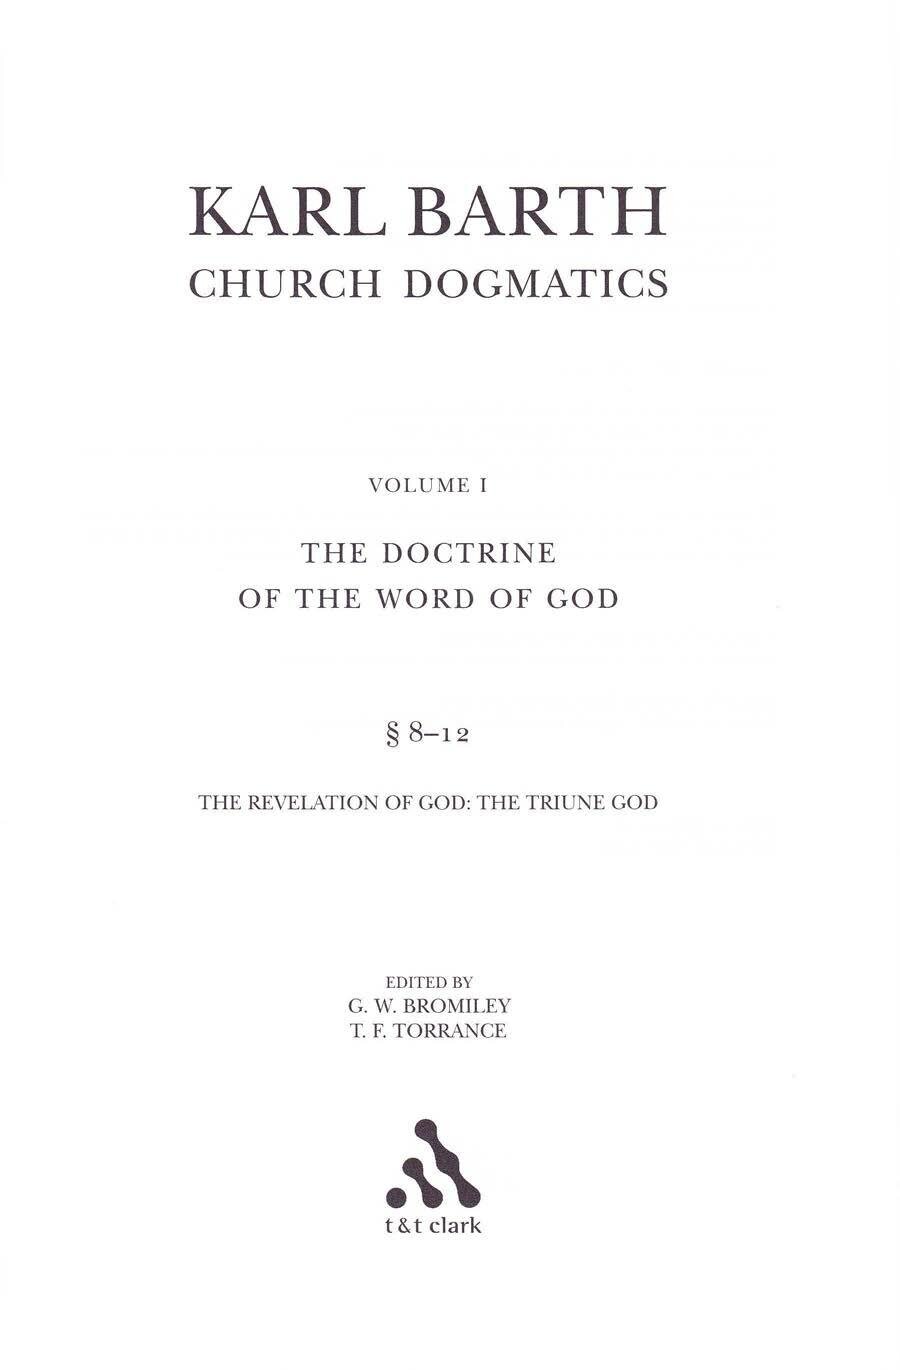 KARL BARTH
CHURCH DOGMATICS
VOLUME I
THE DOCTRINE
OF THE WORD OF GOD
§ 8–12
THE REVELATION OF GOD: THE TRIUNE GOD
EDITED BY
G. W. BROMILEY
T. F. TORRANCE
t&t clark